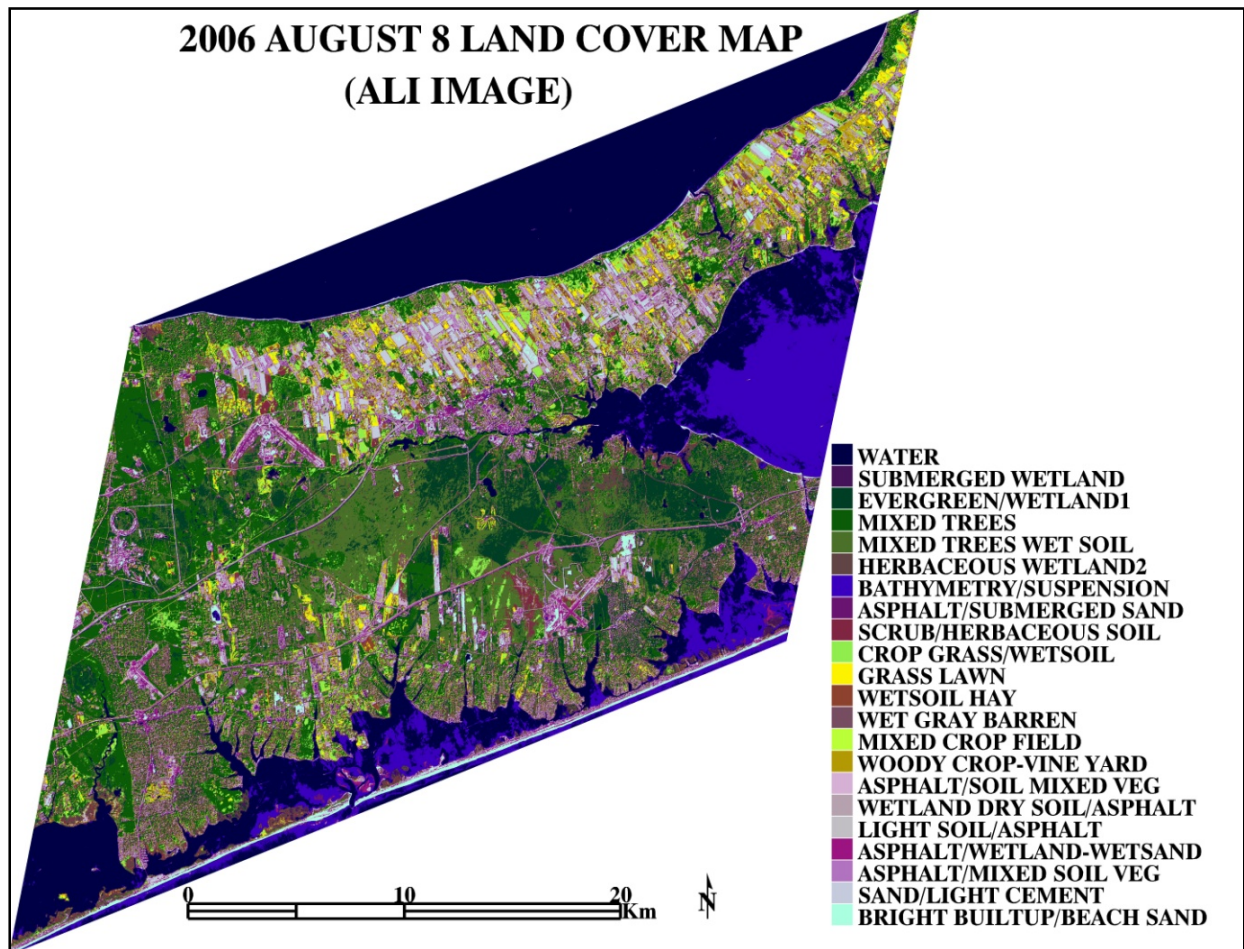 2006 AUGUST 8 LAND COVER MAP
(ALI IMAGE)
WATER
SUBMERGED WETLAND
EVERGREEN/WETLAND1
MIXED TREES
MIXED TREES WET SOIL
HERBACEOUS WETLAND2
BATHYMETRY/SUSPENSION
ASPHALT/SUBMERGED SAND
SCRUB/HERBACEOUS SOIL
CROP GRASS/WETSOIL
GRASS LAWN
WETSOIL HAY
WET GRAY BARREN
MIXED CROP FIELD
WOODY CROP-VINE YARD
ASPHALT/SOIL MIXED VEG
WETLAND DRY SOIL/ASPHALT
LIGHT SOIL/ASPHALT
ASPHALT/WETLAND-WETSAND
ASPHALT/MIXED SOIL VEG
SAND/LIGHT CEMENT
BRIGHT BUILTUP/BEACH SAND
0 10 20
Km
N